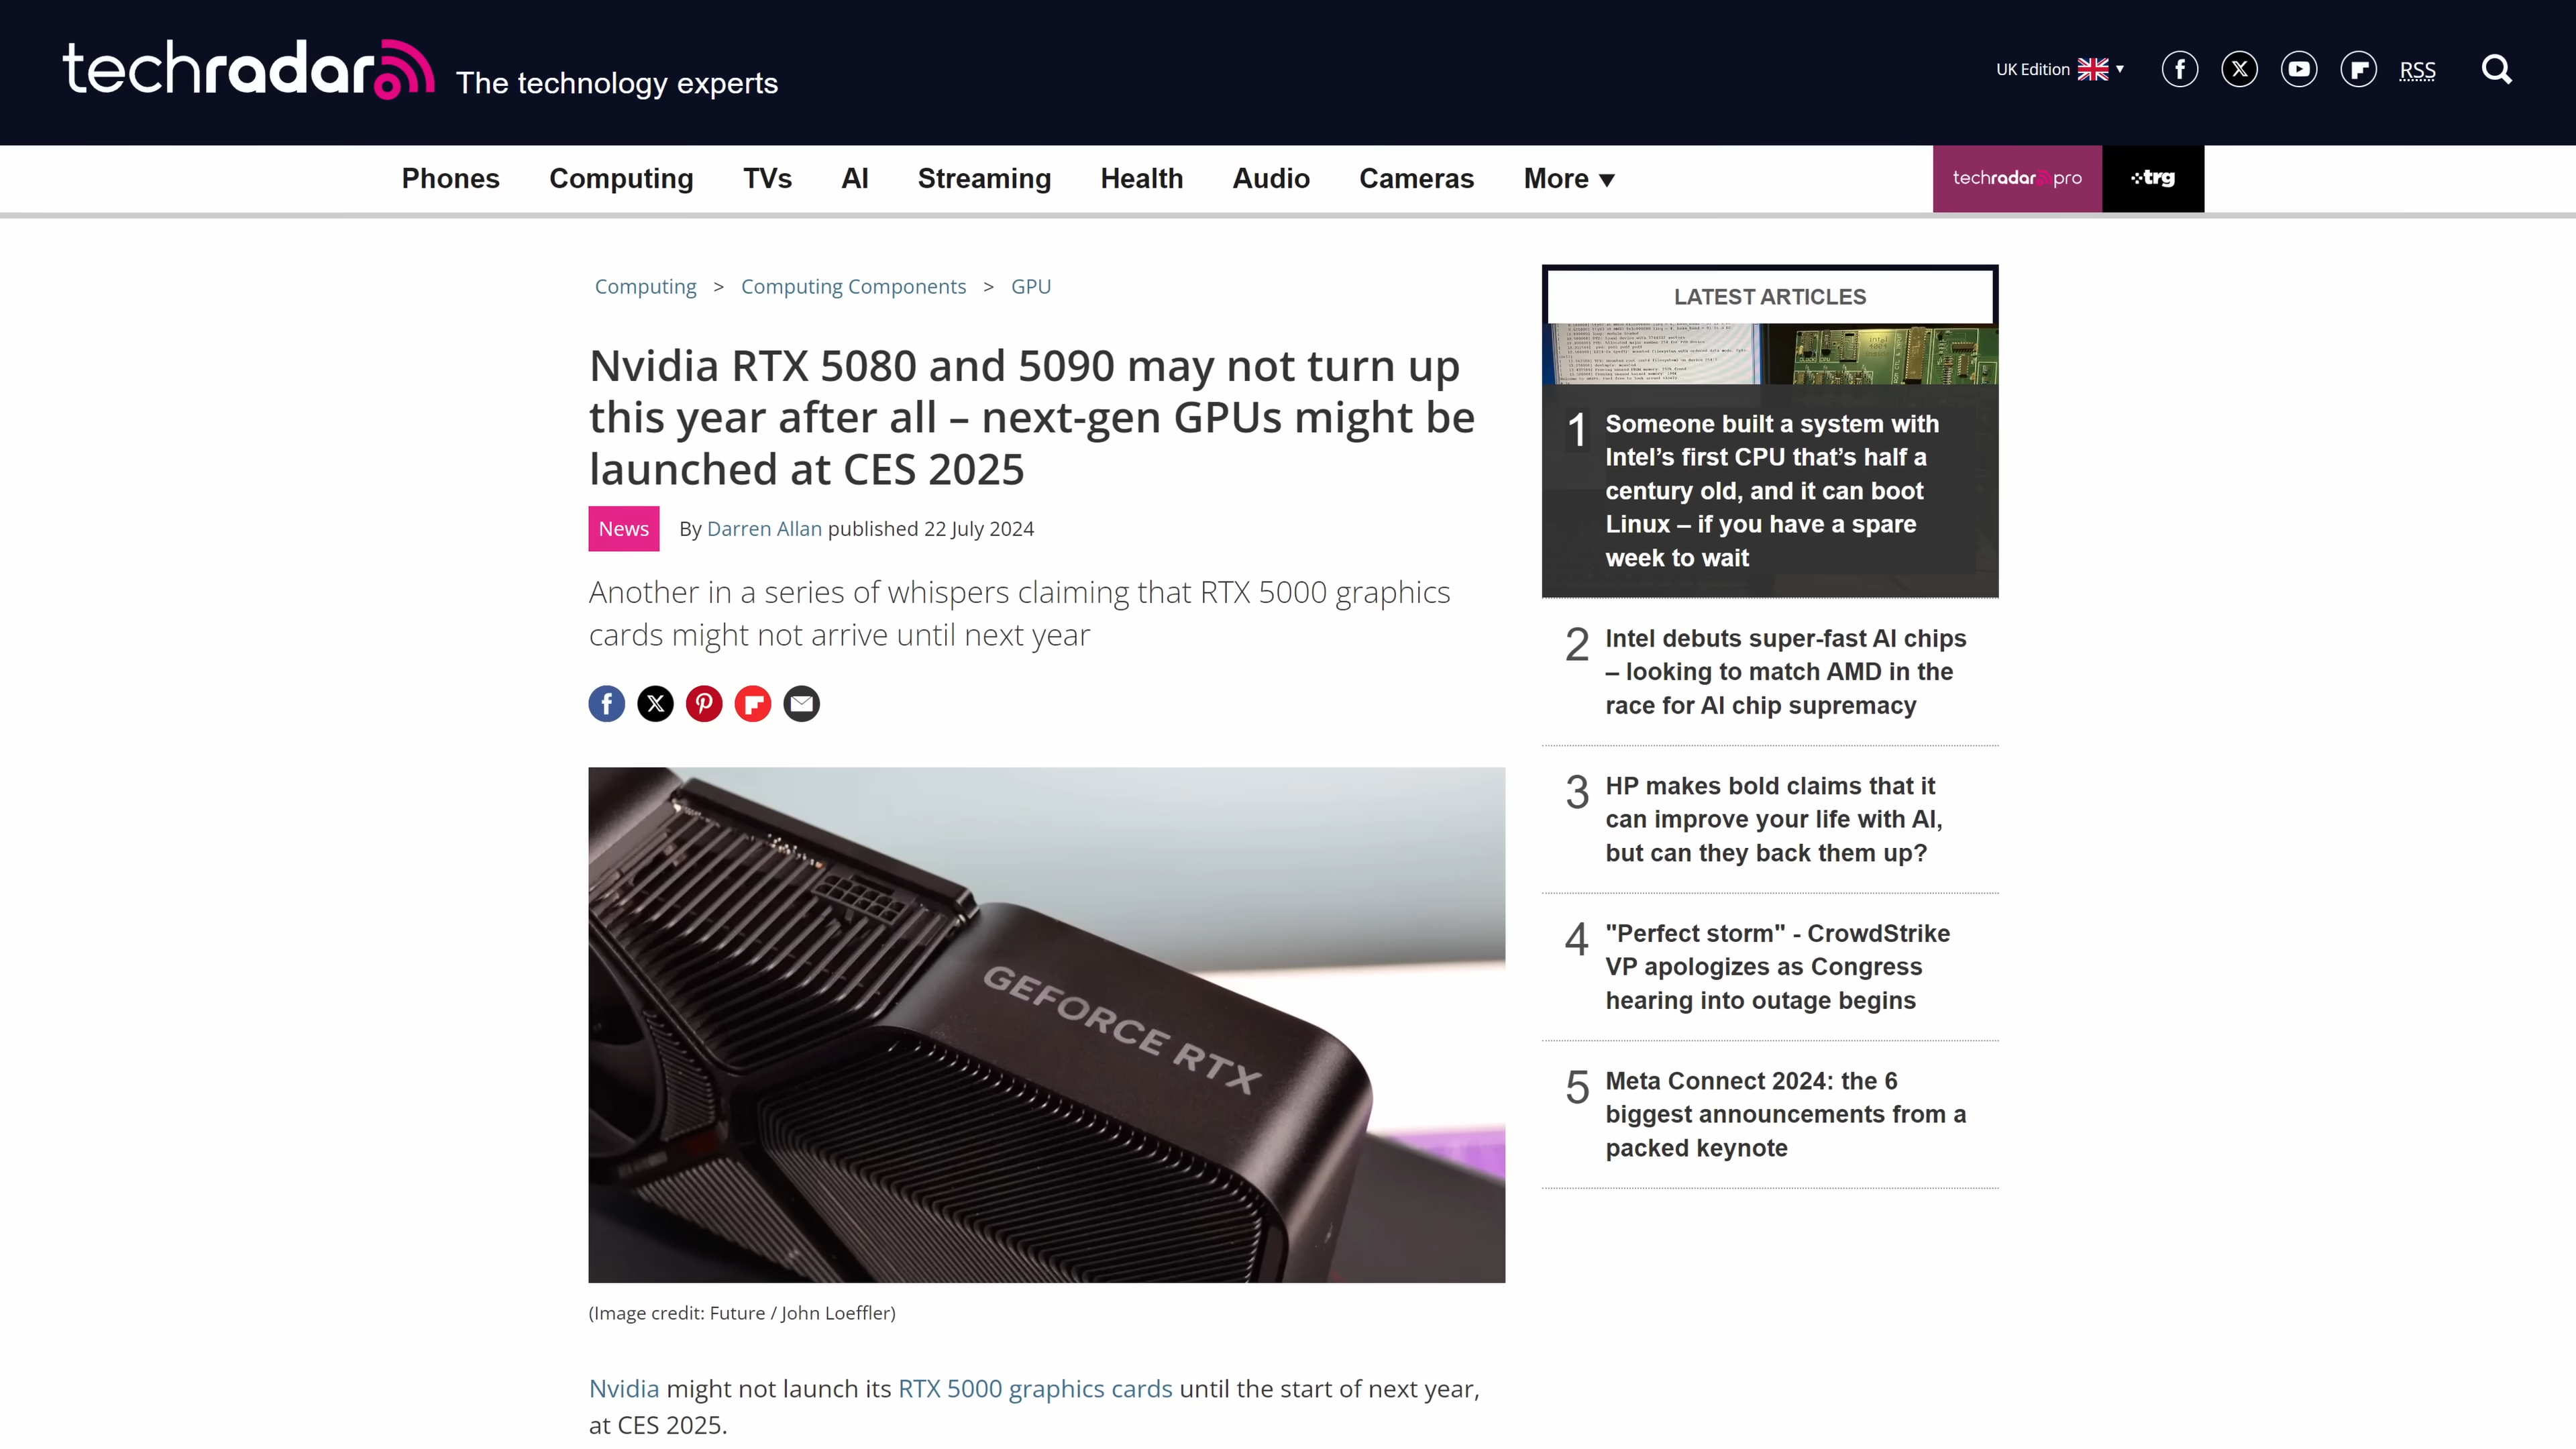 techradar The technology experts
UK Edition
RSS
Phones Computing TVs AI Streaming Health Audio Cameras More
techradar pro
trg
Computing > Computing Components > GPU
Nvidia RTX 5080 and 5090 may not turn up
this year after all – next-gen GPUs might be
launched at CES 2025
News By Darren Allan published 22 July 2024
Another in a series of whispers claiming that RTX 5000 graphics
cards might not arrive until next year
GEFORCE RTX
(Image credit: Future / John Loeffler)
Nvidia might not launch its RTX 5000 graphics cards until the start of next year,
at CES 2025.
LATEST ARTICLES
1 Someone built a system with
Intel’s first CPU that’s half a
century old, and it can boot
Linux – if you have a spare
week to wait
2 Intel debuts super-fast AI chips
– looking to match AMD in the
race for AI chip supremacy
3 HP makes bold claims that it
can improve your life with AI,
but can they back them up?
4 "Perfect storm" - CrowdStrike
VP apologizes as Congress
hearing into outage begins
5 Meta Connect 2024: the 6
biggest announcements from a
packed keynote